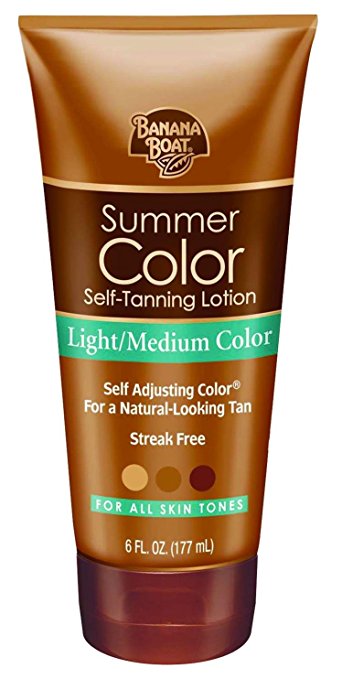 BANANA
BOAT®
Summer
Color
Self-Tanning Lotion
Light/Medium Color
Self Adjusting Color®
For a Natural-Looking Tan
Streak Free
FOR ALL SKIN TONES
6 FL. OZ. (177 mL)